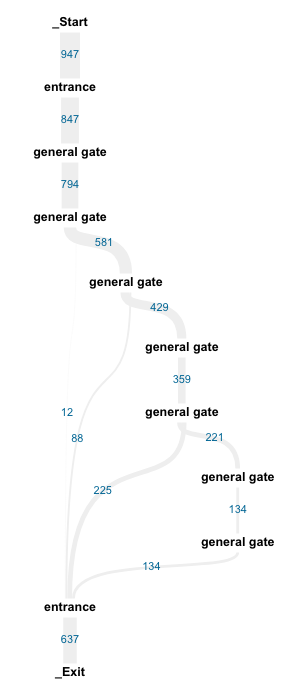 _Start
947
entrance
847
general gate
794
general gate
581
general gate
429
general gate
359
general gate
12
88
221
general gate
225
134
general gate
134
entrance
637
_Exit